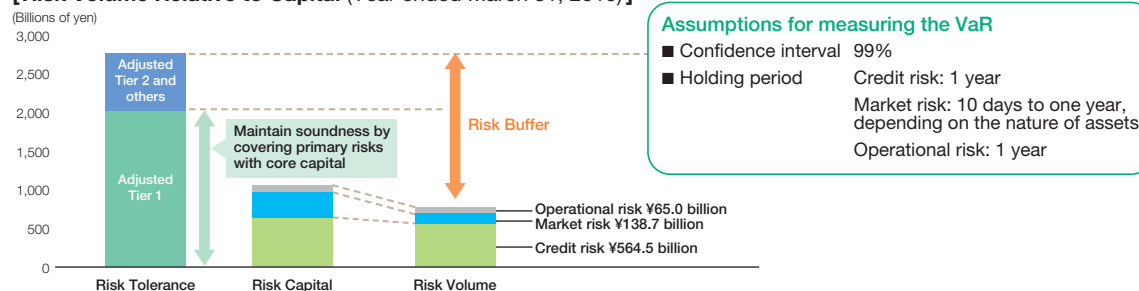 (Billions of yen)
3,000
2,500
2,000
1,500
1,000
500
0
Adjusted
Tier 2 and
others
Adjusted
Tier 1
Maintain soundness by
covering primary risks
with core capital
Risk Buffer
Operational risk ¥65.0 billion
Market risk ¥138.7 billion
Credit risk ¥564.5 billion
Risk Tolerance
Risk Capital
Risk Volume
Assumptions for measuring the VaR
■ Confidence interval 99%
■ Holding period Credit risk: 1 year
Market risk: 10 days to one year,
depending on the nature of assets
Operational risk: 1 year